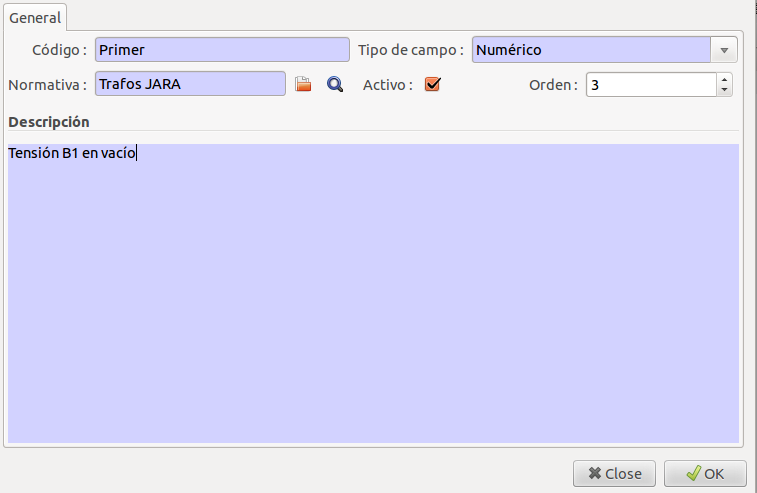 General
Código : Primer Tipo de campo : Numérico
Normativa : Trafos JARA Activo : Orden : 3
Descripción
Tensión B1 en vacío
Close OK